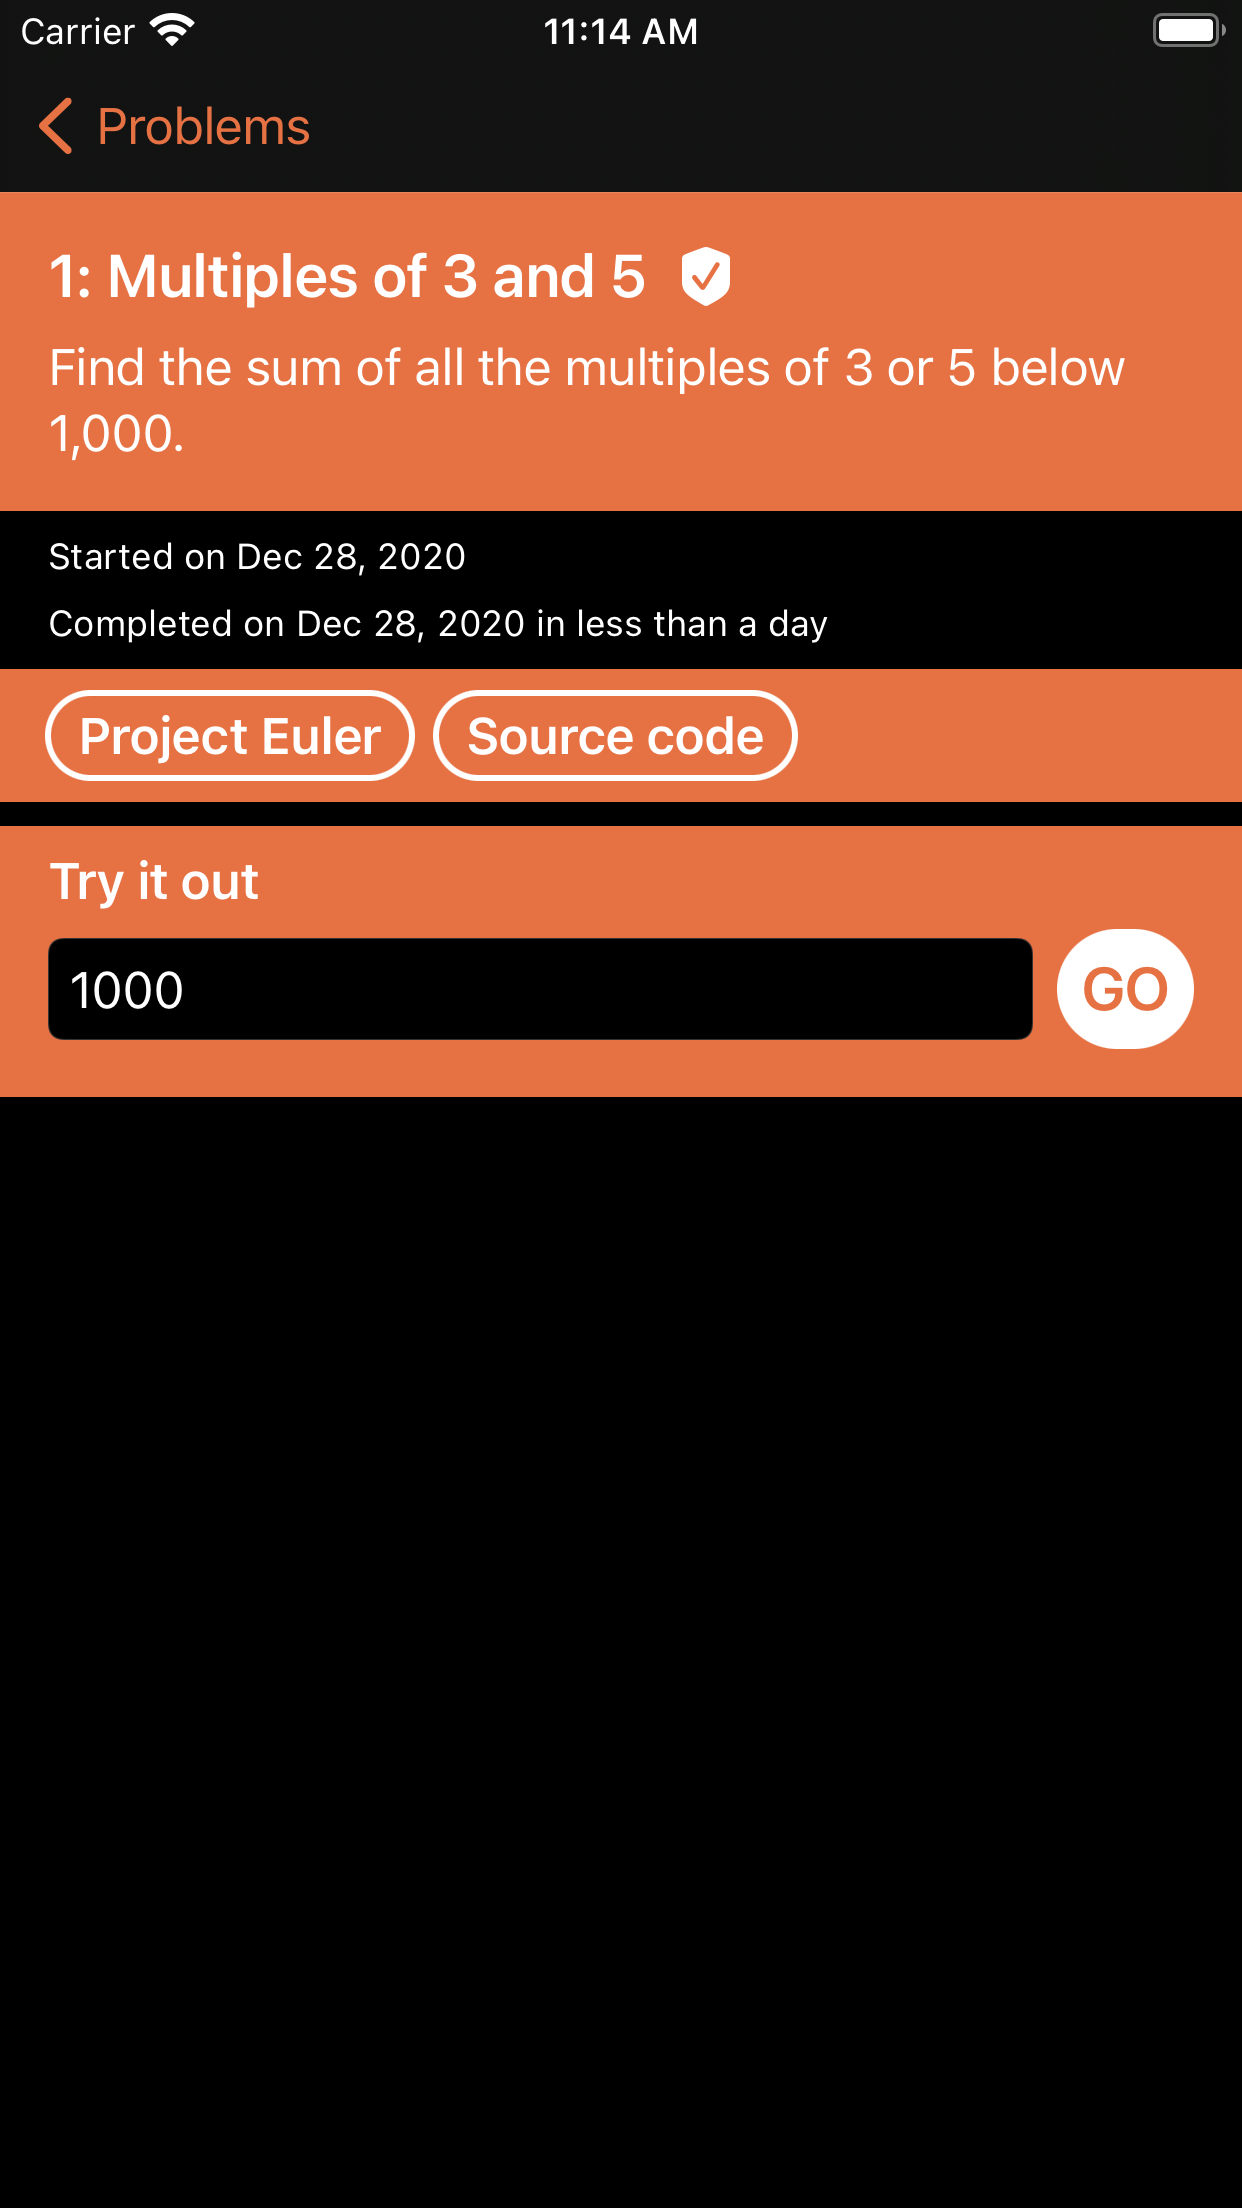 Carrier
11:14 AM
Problems
1: Multiples of 3 and 5
Find the sum of all the multiples of 3 or 5 below
1,000.
Started on Dec 28, 2020
Completed on Dec 28, 2020 in less than a day
Project Euler
Source code
Try it out
1000
GO